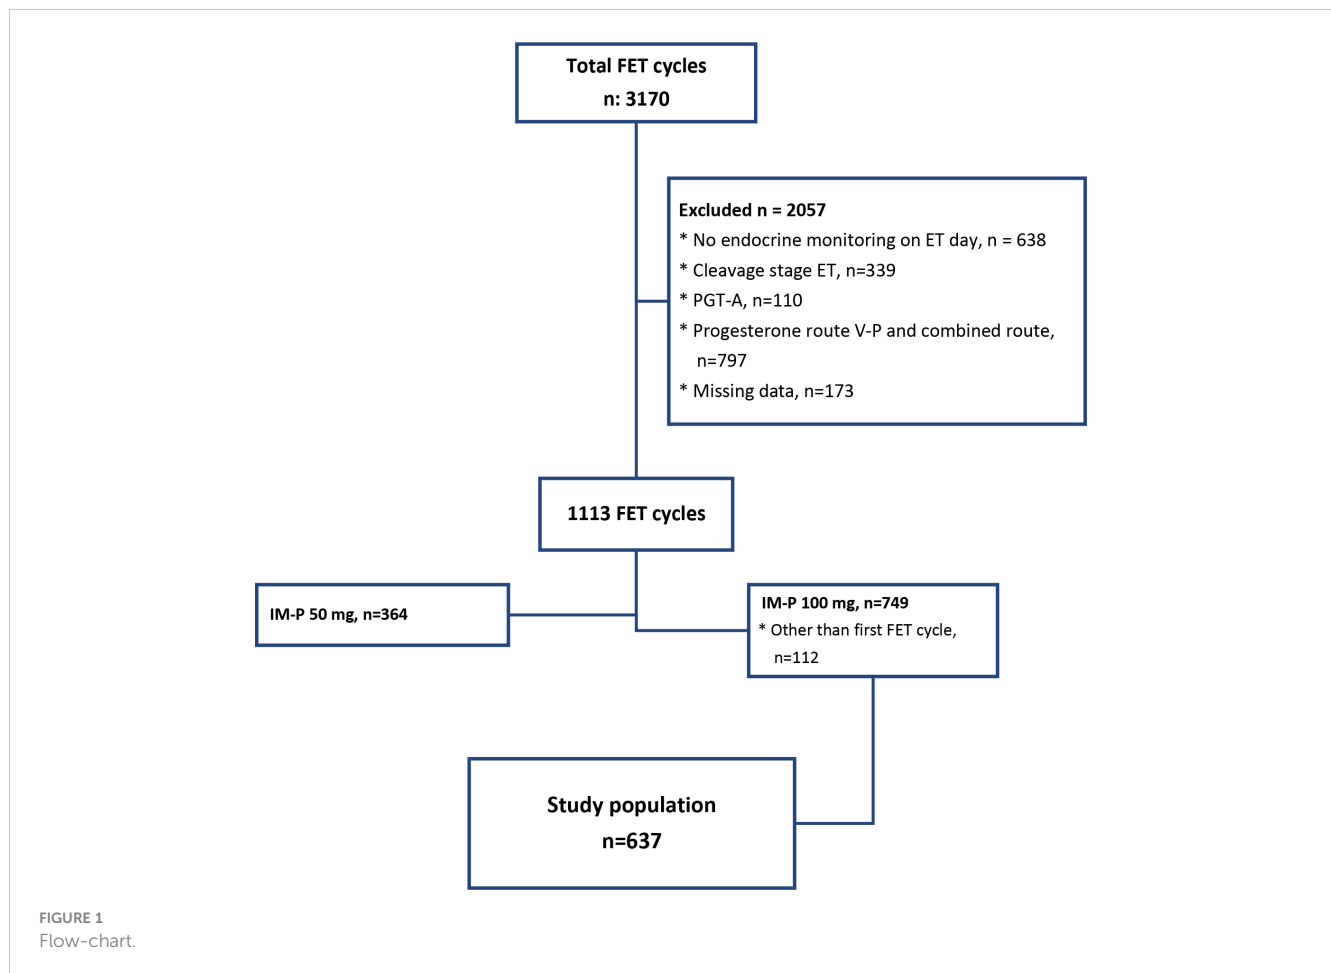 Total FET cycles
n: 3170
Excluded n = 2057
* No endocrine monitoring on ET day, n = 638
* Cleavage stage ET, n=339
* PGT-A, n=110
* Progesterone route V-P and combined route,
n=797
* Missing data, n=173
1113 FET cycles
IM-P 50 mg, n=364
IM-P 100 mg, n=749
* Other than first FET cycle,
n=112
Study population
n=637
FIGURE 1
Flow-chart.